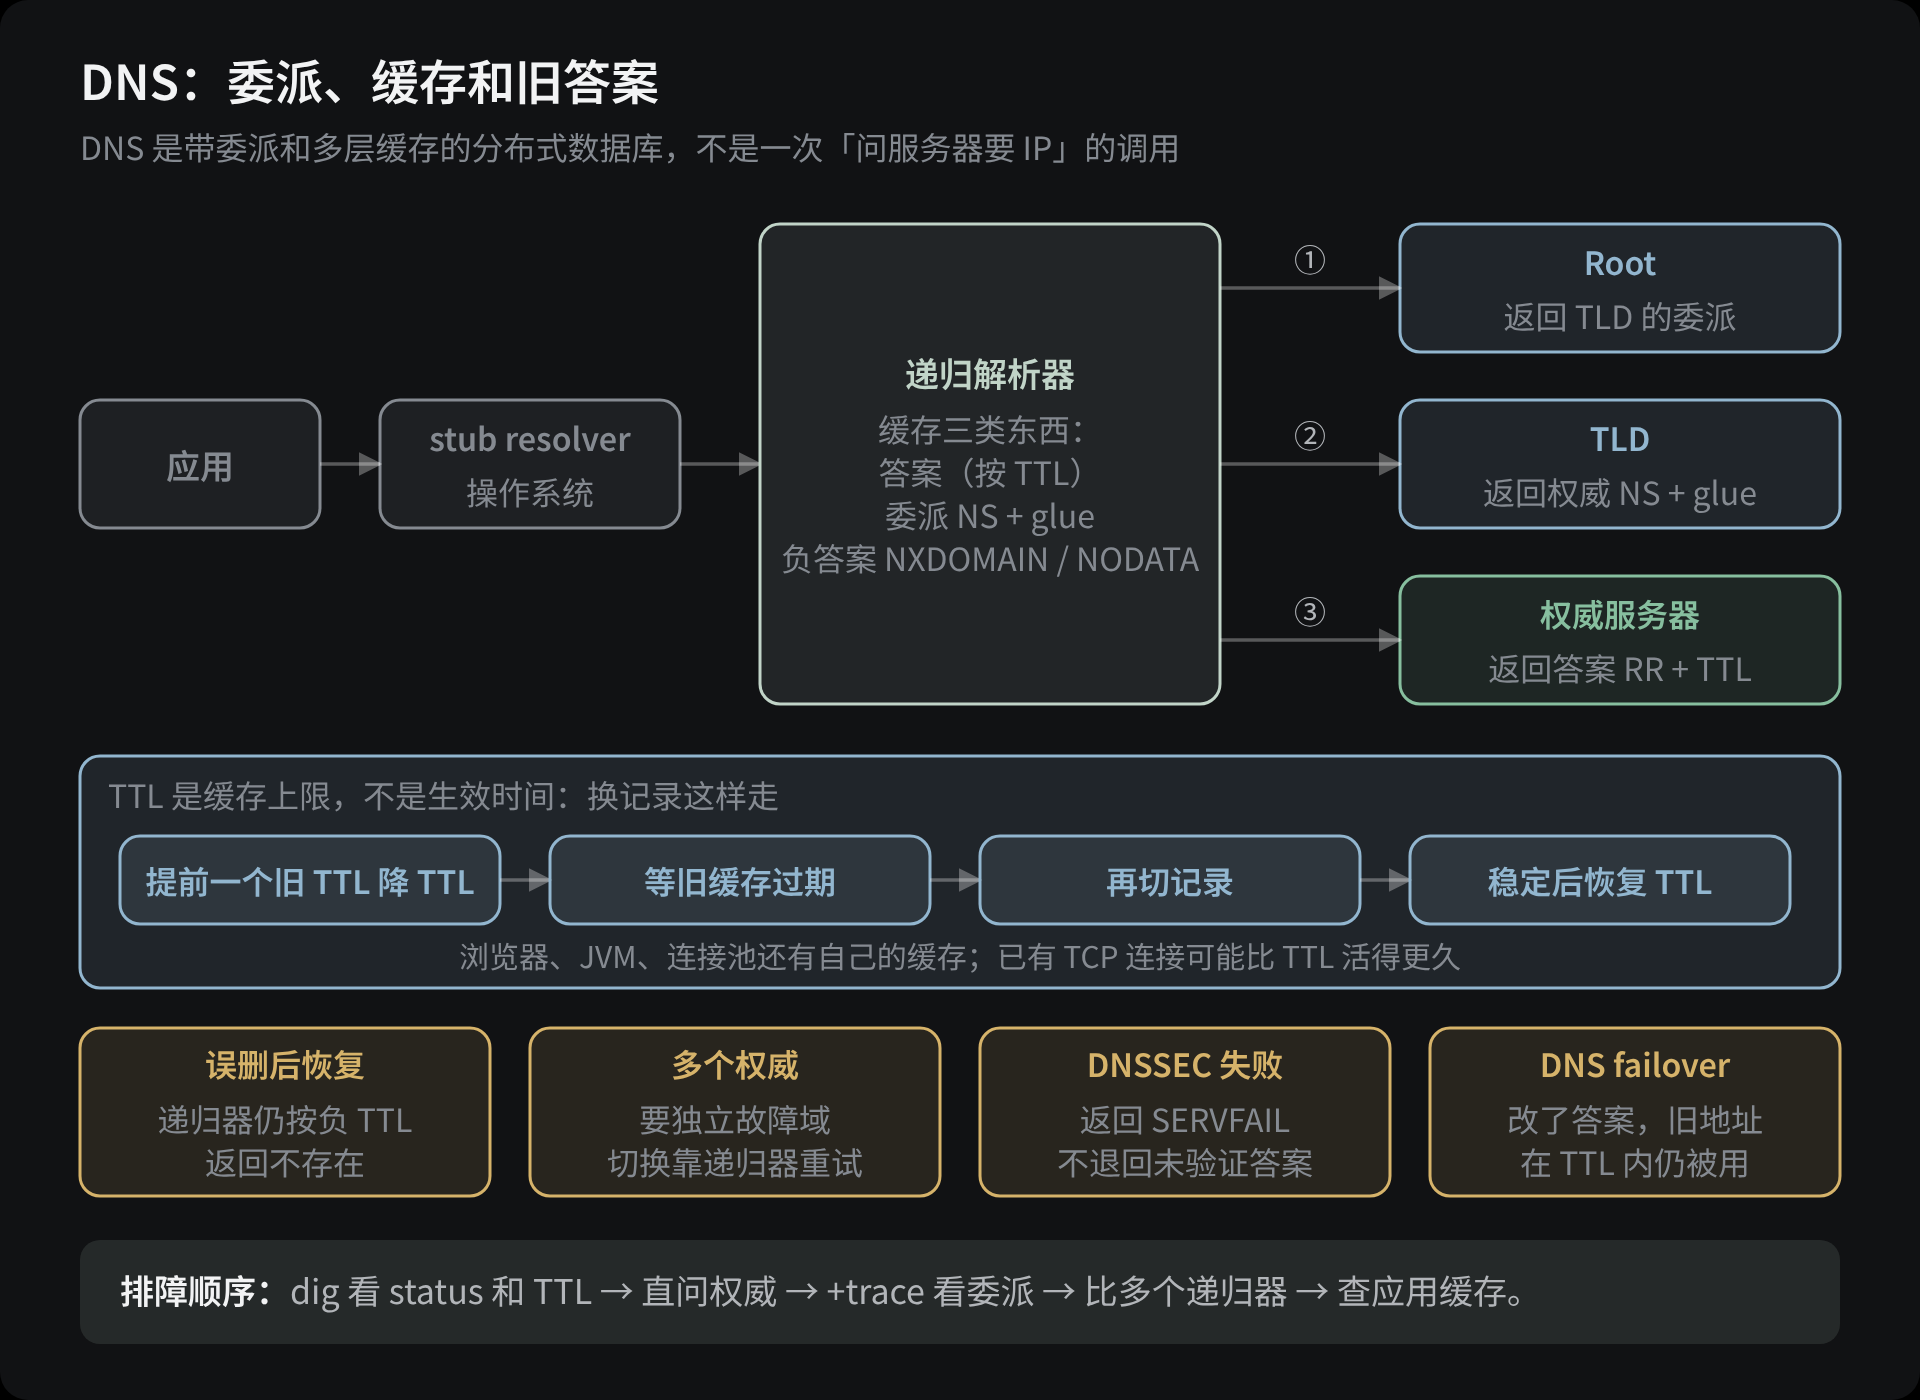 DNS：委派、缓存和旧答案
DNS 是带委派和多层缓存的分布式数据库，不是一次「问服务器要 IP」的调用
应用
stub resolver
操作系统
递归解析器
缓存三类东西：
答案（按 TTL）
委派 NS + glue
负答案 NXDOMAIN / NODATA
①
Root
返回 TLD 的委派
②
TLD
返回权威 NS + glue
③
权威服务器
返回答案 RR + TTL
TTL 是缓存上限，不是生效时间：换记录这样走
提前一个旧 TTL 降 TTL
等旧缓存过期
再切记录
稳定后恢复 TTL
浏览器、JVM、连接池还有自己的缓存；已有 TCP 连接可能比 TTL 活得更久
误删后恢复
递归器仍按负 TTL
返回不存在
多个权威
要独立故障域
切换靠递归器重试
DNSSEC 失败
返回 SERVFAIL
不退回未验证答案
DNS failover
改了答案，旧地址
在 TTL 内仍被用
排障顺序：dig 看 status 和 TTL → 直问权威 → +trace 看委派 → 比多个递归器 → 查应用缓存。